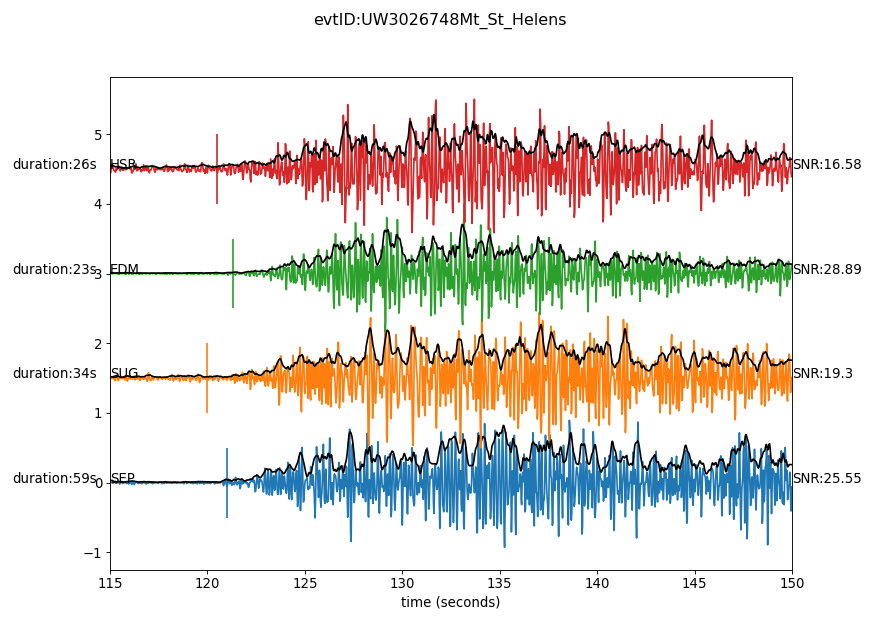 evtID:UW3026748Mt_St_Helens
5
duration:26s HSR SNR:16.58
4
duration:23s 3 EDM SNR:28.89
2
duration:34s SUG SNR:19.3
1
duration:59s 0 SEP SNR:25.55
−1
115 120 125 130 135 140 145 150
time (seconds)